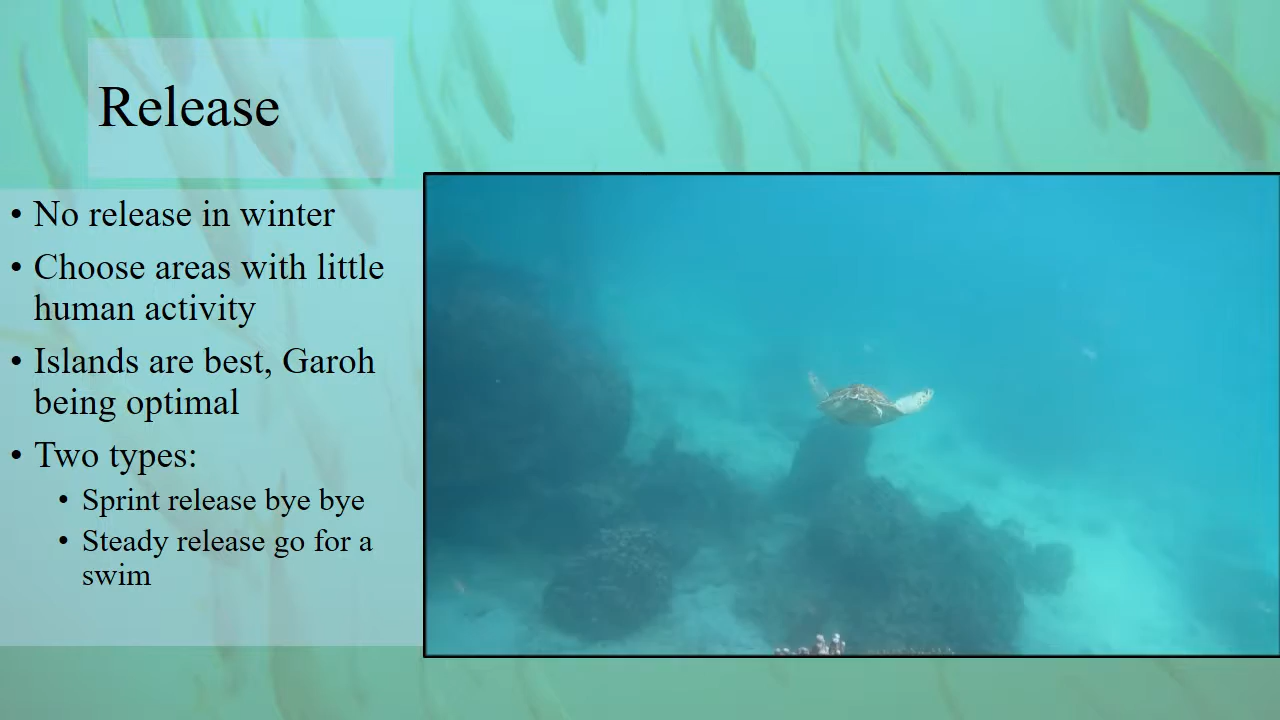 Release
• No release in winter
• Choose areas with little
human activity
• Islands are best, Garoh
being optimal
• Two types:
• Sprint release bye bye
• Steady release go for a
swim